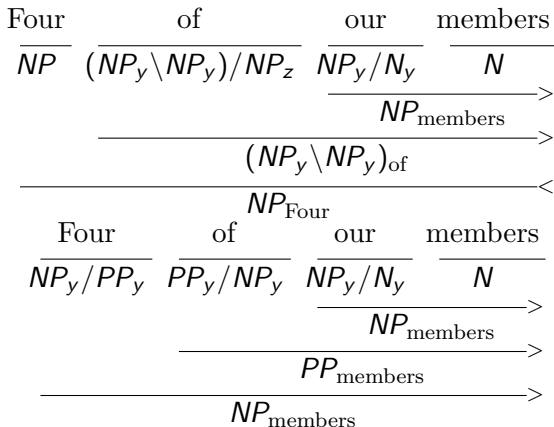 Four of our members
NP (NP_y\NP_y)/NP_z NP_y/N_y N
>
NP_members
>
(NP_y\NP_y)_of
<
NP_Four
Four of our members
NP_y/PP_y PP_y/NP_y NP_y/N_y N
>
NP_members
>
PP_members
>
NP_members